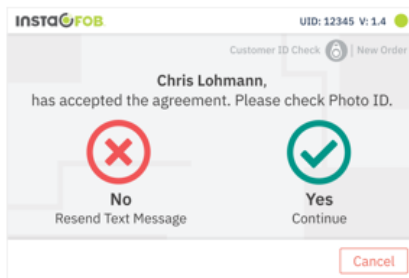 INSTAFOB
UID: 12345 V: 1.4
Customer ID Check | New Order
Chris Lohmann,
has accepted the agreement. Please check Photo ID.
No
Resend Text Message
Yes
Continue
Cancel